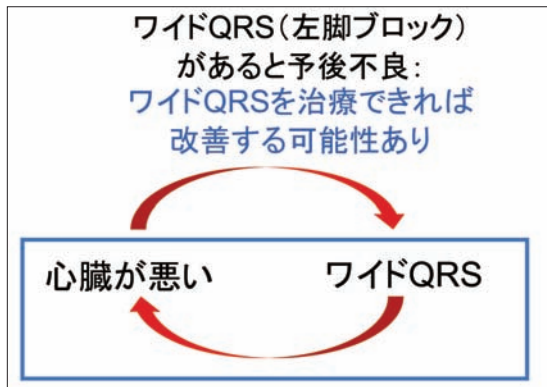 ワイドQRS(左脚ブロック)
があると予後不良:
ワイドQRSを治療できれば
改善する可能性あり
心臓が悪い
ワイドQRS